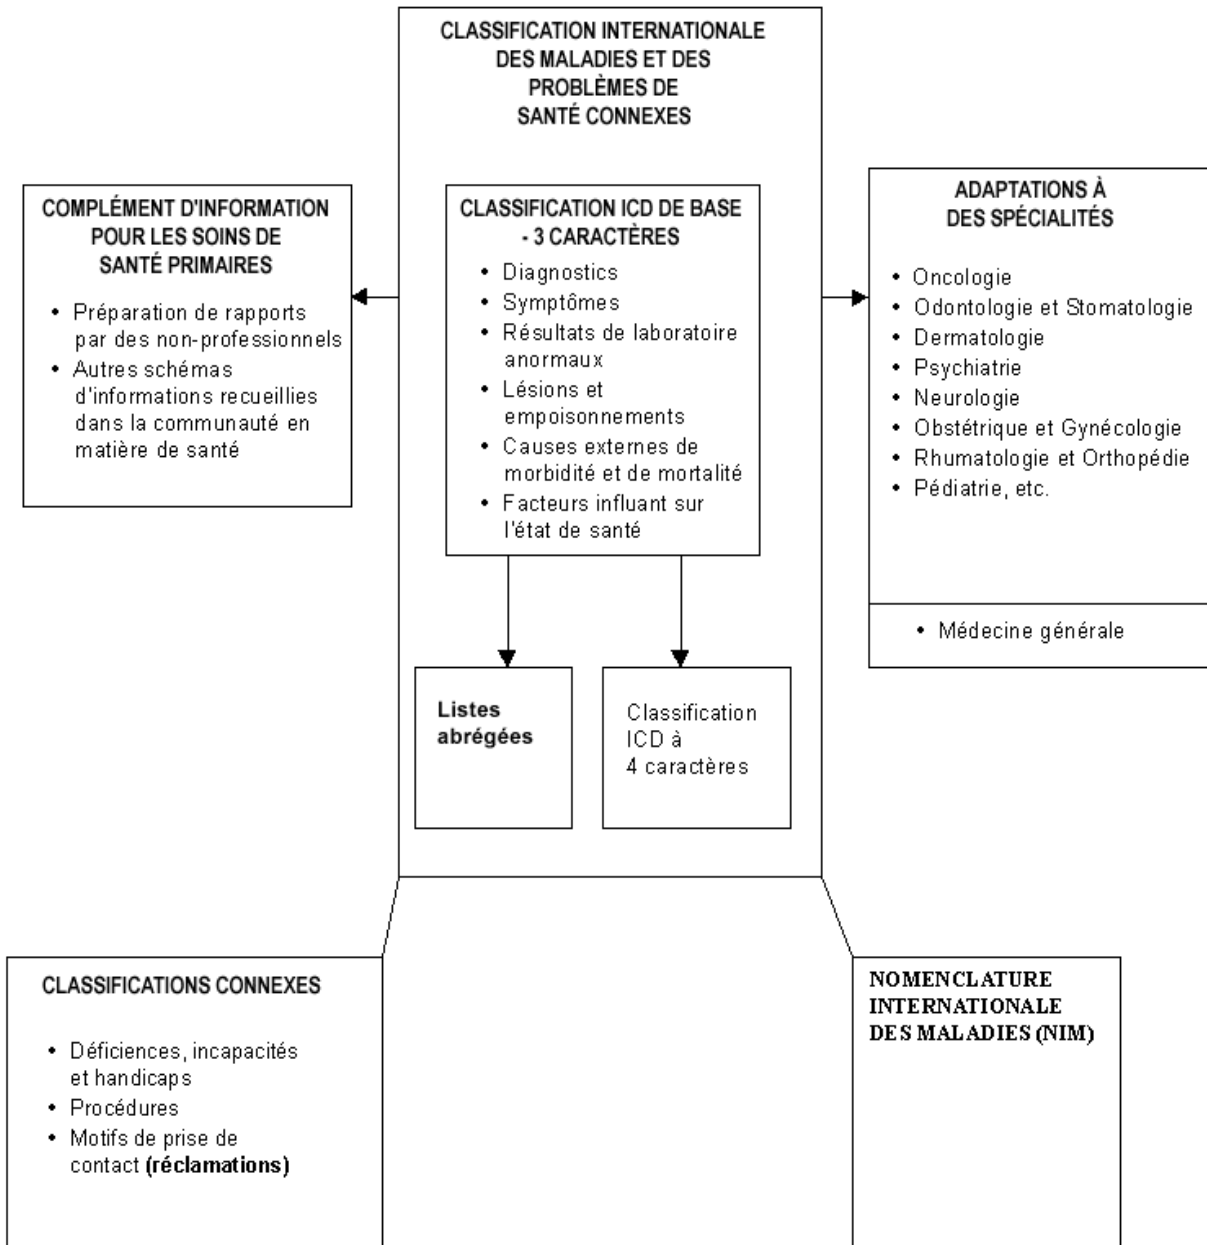 CLASSIFICATION INTERNATIONALE
DES MALADIES ET DES
PROBLÈMES DE
SANTÉ CONNEXES
COMPLÉMENT D'INFORMATION
POUR LES SOINS DE
SANTÉ PRIMAIRES
• Préparation de rapports
par des non-professionnels
• Autres schémas
d'informations recueillies
dans la communauté en
matière de santé
CLASSIFICATION ICD DE BASE
- 3 CARACTÈRES
• Diagnostics
• Symptômes
• Résultats de laboratoire
anormaux
• Lésions et
empoisonnements
• Causes externes de
morbidité et de mortalité
• Facteurs influant sur
l'état de santé
ADAPTATIONS À
DES SPÉCIALITÉS
• Oncologie
• Odontologie et Stomatologie
• Dermatologie
• Psychiatrie
• Neurologie
• Obstétrique et Gynécologie
• Rhumatologie et Orthopédie
• Pédiatrie, etc.
• Médecine générale
Listes
abrégées
Classification
ICD à
4 caractères
CLASSIFICATIONS CONNEXES
• Déficiences, incapacités
et handicaps
• Procédures
• Motifs de prise de
contact (réclamations)
NOMENCLATURE
INTERNATIONALE
DES MALADIES (NIM)